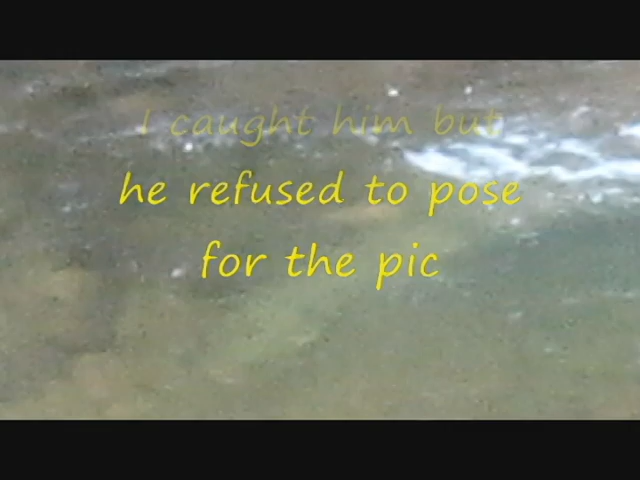 I caught him but
he refused to pose
for the pic